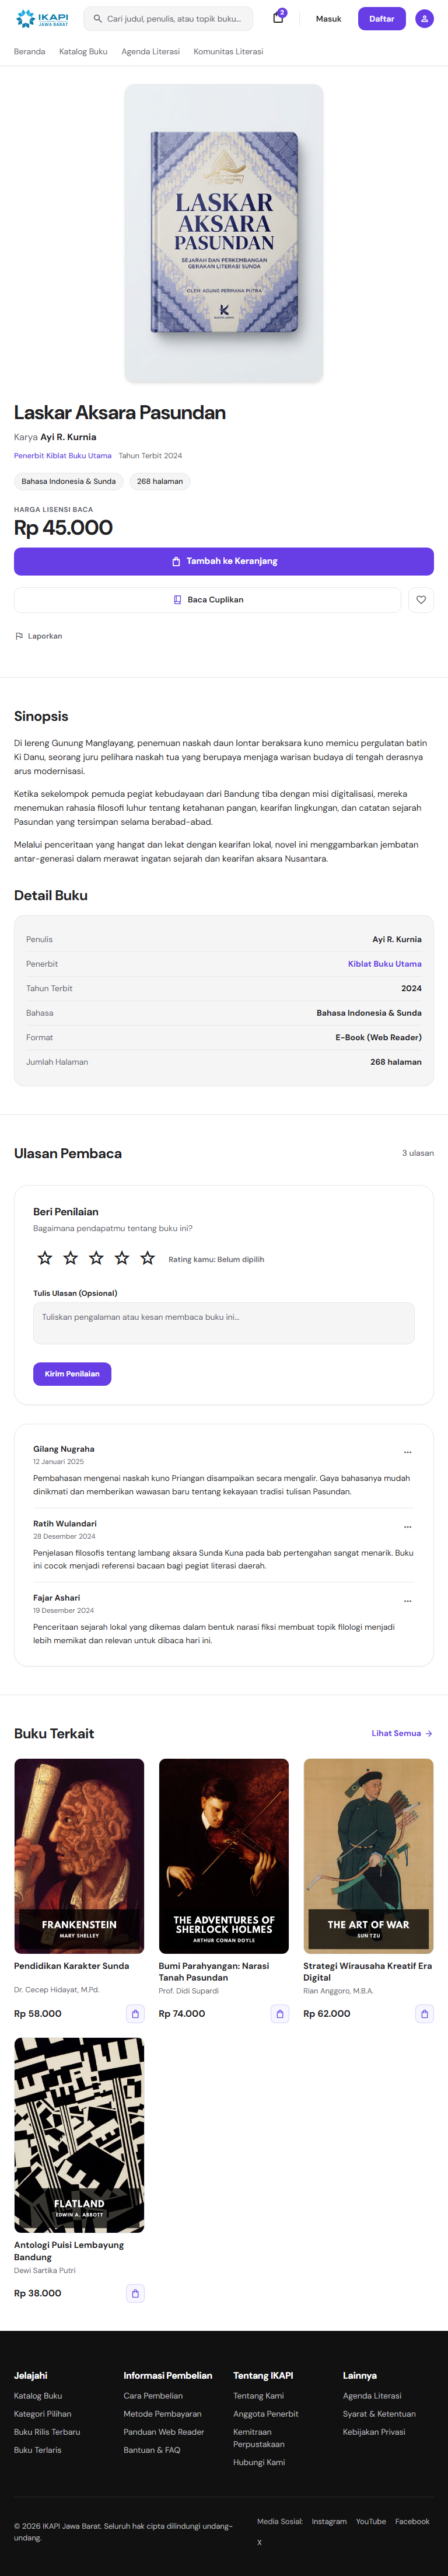 IKAPI
JAWA BARAT
Cari judul, penulis, atau topik buku...
2
Masuk
Daftar
Beranda
Katalog Buku
Agenda Literasi
Komunitas Literasi
LASKAR
AKSARA
PASUNDAN
SEJARAH DAN PERKEMBANGAN
GERAKAN LITERASI SUNDA
OLEH: AGUNG PERMANA PUTRA
Laskar Aksara Pasundan
Karya Ayi R. Kurnia
Penerbit Kiblat Buku Utama
Tahun Terbit 2024
Bahasa Indonesia & Sunda
268 halaman
HARGA LISENSI BACA
Rp 45.000
Tambah ke Keranjang
Baca Cuplikan
Laporkan
Sinopsis
Di lereng Gunung Manglayang, penemuan naskah daun lontar beraksara kuno memicu pergulatan batin
Ki Danu, seorang juru pelihara naskah tua yang berupaya menjaga warisan budaya di tengah derasnya
arus modernisasi.
Ketika sekelompok pemuda pegiat kebudayaan dari Bandung tiba dengan misi digitalisasi, mereka
menemukan rahasia filosofi luhur tentang ketahanan pangan, kearifan lingkungan, dan catatan sejarah
Pasundan yang tersimpan selama berabad-abad.
Melalui penceritaan yang hangat dan lekat dengan kearifan lokal, novel ini menggambarkan jembatan
antar-generasi dalam merawat ingatan sejarah dan kearifan aksara Nusantara.
Detail Buku
Penulis
Ayi R. Kurnia
Penerbit
Kiblat Buku Utama
Tahun Terbit
2024
Bahasa
Bahasa Indonesia & Sunda
Format
E-Book (Web Reader)
Jumlah Halaman
268 halaman
Ulasan Pembaca
3 ulasan
Beri Penilaian
Bagaimana pendapatmu tentang buku ini?
Rating kamu: Belum dipilih
Tulis Ulasan (Opsional)
Tuliskan pengalaman atau kesan membaca buku ini...
Kirim Penilaian
Gilang Nugraha
12 Januari 2025
Pembahasan mengenai naskah kuno Priangan disampaikan secara mengalir. Gaya bahasanya mudah
dinikmati dan memberikan wawasan baru tentang kekayaan tradisi tulisan Pasundan.
Ratih Wulandari
28 Desember 2024
Penjelasan filosofis tentang lambang aksara Sunda Kuna pada bab pertengahan sangat menarik. Buku
ini cocok menjadi referensi bacaan bagi pegiat literasi daerah.
Fajar Ashari
19 Desember 2024
Penceritaan sejarah lokal yang dikemas dalam bentuk narasi fiksi membuat topik filologi menjadi
lebih memikat dan relevan untuk dibaca hari ini.
Buku Terkait
Lihat Semua
FRANKENSTEIN
MARY SHELLEY
THE ADVENTURES OF
SHERLOCK HOLMES
ARTHUR CONAN DOYLE
THE ART OF WAR
SUN TZU
Pendidikan Karakter Sunda
Dr. Cecep Hidayat, M.Pd.
Rp 58.000
Bumi Parahyangan: Narasi
Tanah Pasundan
Prof. Didi Supardi
Rp 74.000
Strategi Wirausaha Kreatif Era
Digital
Rian Anggoro, M.B.A.
Rp 62.000
FLATLAND
EDWIN A. ABBOTT
Antologi Puisi Lembayung
Bandung
Dewi Sartika Putri
Rp 38.000
Jelajahi
Katalog Buku
Kategori Pilihan
Buku Rilis Terbaru
Buku Terlaris
Informasi Pembelian
Cara Pembelian
Metode Pembayaran
Panduan Web Reader
Bantuan & FAQ
Tentang IKAPI
Tentang Kami
Anggota Penerbit
Kemitraan
Perpustakaan
Hubungi Kami
Lainnya
Agenda Literasi
Syarat & Ketentuan
Kebijakan Privasi
© 2026 IKAPI Jawa Barat. Seluruh hak cipta dilindungi undang-
undang.
Media Sosial:
Instagram
YouTube
Facebook
X